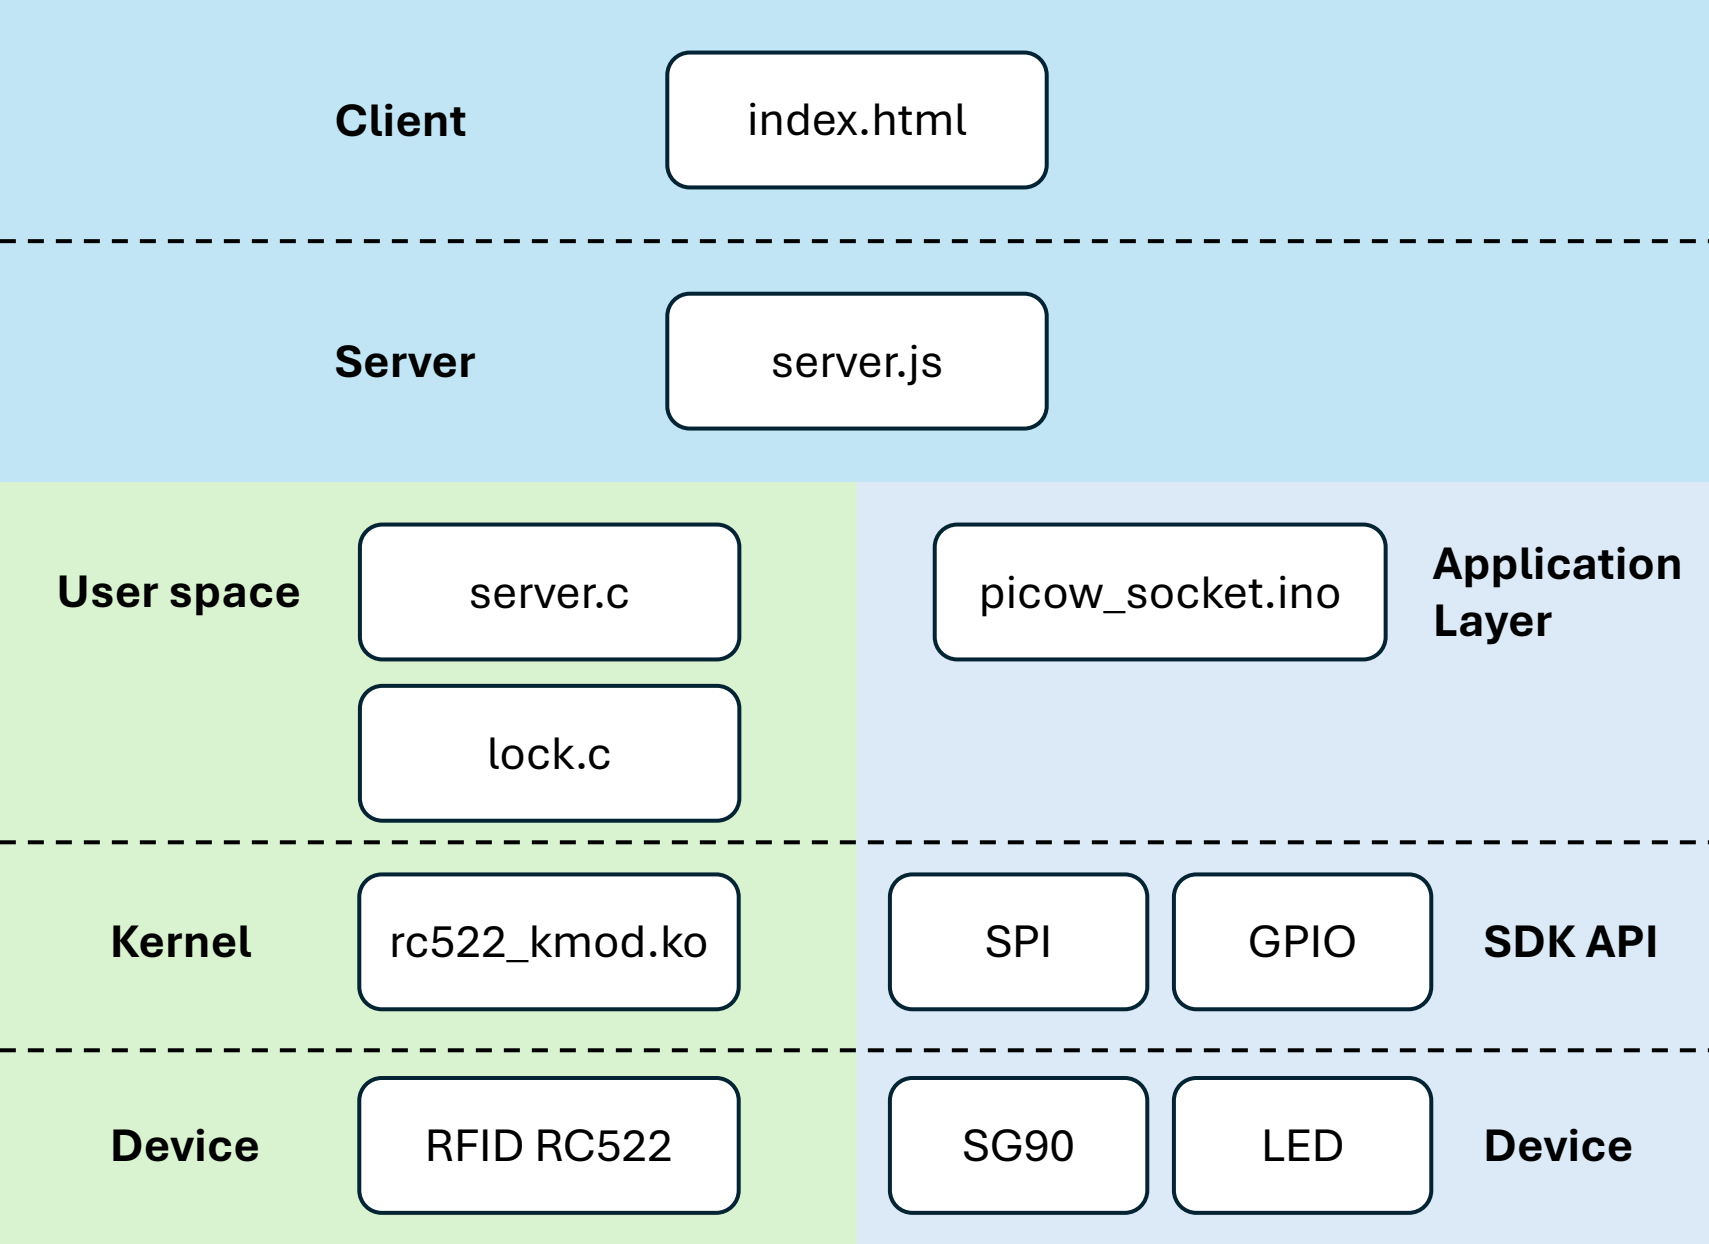 Client
index.html
Server
server.js
User space
server.c
picow_socket.ino
Application
Layer
lock.c
Kernel
rc522_kmod.ko
SPI
GPIO
SDK API
Device
RFID RC522
SG90
LED
Device